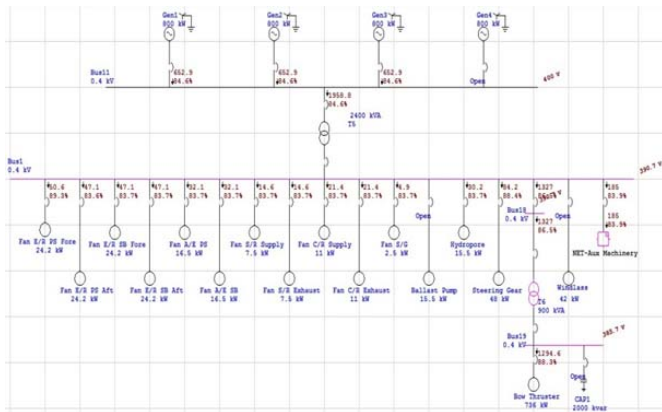 Gen1 Gen2 Gen3 Gen4
800 kW 800 kW 800 kW 800 kW
Bus11 652.9 652.9 652.9
0.4 kV 84.6% 84.6% 84.6% Open 400 V
1958.8
84.6%
2400 kVA
T5
Bus1
0.4 kV 390.7 V
50.6 47.1 47.1 47.1 32.1 32.1 14.6 14.6 21.4 21.4 4.9 30.2 84.2 1327 185
89.3% 83.6% 83.7% 83.7% 83.7% 83.7% 83.7% 83.7% 83.7% 83.7% 83.7% 83.7% 88.4% 83.9%
Open Bus18 Open
0.4 kV 1327 185
86.5% 83.9%
Fan E/R PS Fore Fan E/R SB Fore Fan A/E PS Fan S/R Supply Fan C/R Supply Fan S/G Hydropore
24.2 kW 24.2 kW 16.5 kW 7.5 kW 11 kW 2.5 kW 15.5 kW
NET-Aux Machinery
Fan E/R PS Aft Fan E/R SB Aft Fan A/E SB Fan S/R Exhaust Fan C/R Exhaust Ballast Pump Steering Gear T6 Windlass
24.2 kW 24.2 kW 16.5 kW 7.5 kW 11 kW 15.5 kW 48 kW 900 kVA 42 kW
Bus19
0.4 kV 385.7 V
1294.6
88.3% Open
Bow Thruster CAP1
736 kW 2000 kvar